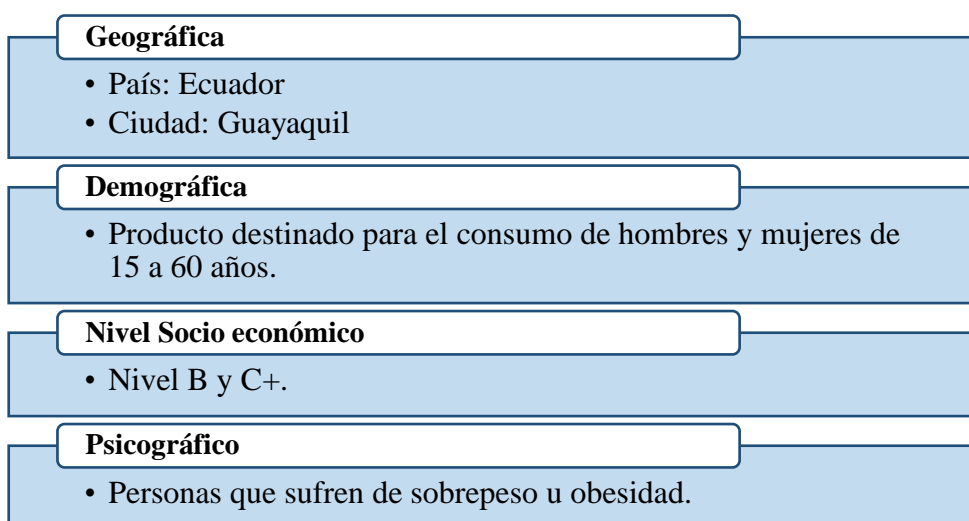 Geográfica
• País: Ecuador
• Ciudad: Guayaquil
Demográfica
• Producto destinado para el consumo de hombres y mujeres de
15 a 60 años.
Nivel Socio económico
• Nivel B y C+.
Psicográfico
• Personas que sufren de sobrepeso u obesidad.